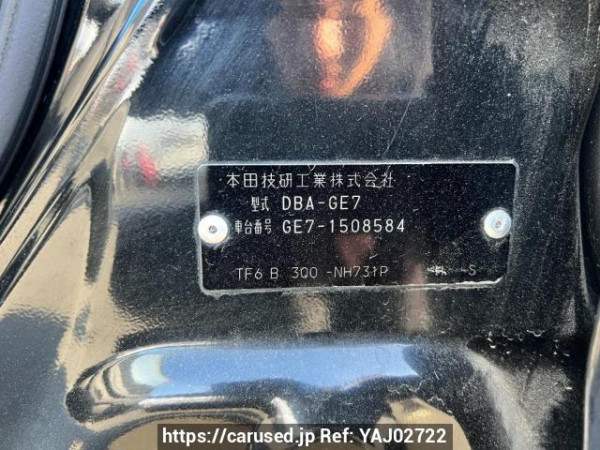 本田技研工業株式会社
型式 DBA-GE7
車台番号 GE7-1508584
TF6 B 300 -NH731P S
https://carused.jp Ref: YAJ02722